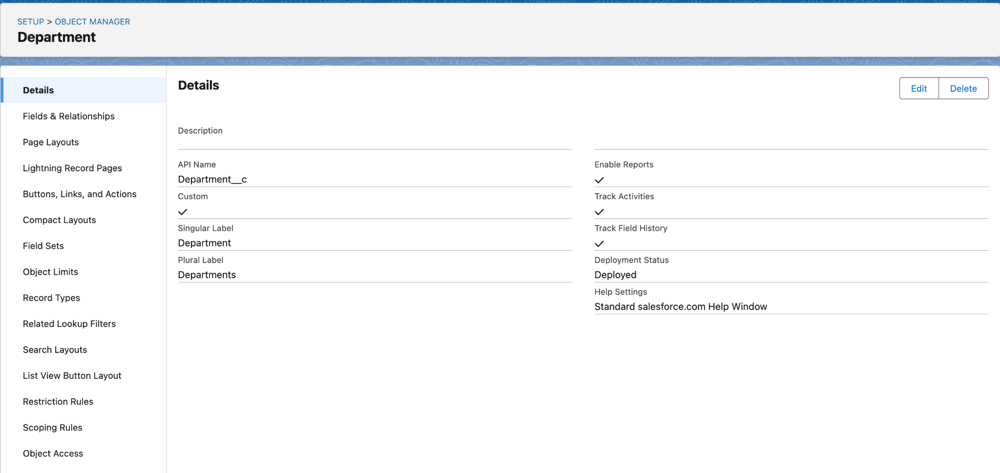 SETUP > OBJECT MANAGER
Department
Details
Fields & Relationships
Page Layouts
Lightning Record Pages
Buttons, Links, and Actions
Compact Layouts
Field Sets
Object Limits
Record Types
Related Lookup Filters
Search Layouts
List View Button Layout
Restriction Rules
Scoping Rules
Object Access
Details
Edit
Delete
Description
API Name
Department__c
Custom
Singular Label
Department
Plural Label
Departments
Enable Reports
Track Activities
Track Field History
Deployment Status
Deployed
Help Settings
Standard salesforce.com Help Window